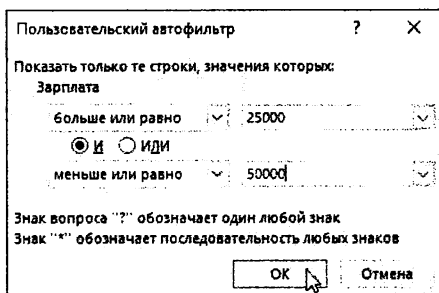 Пользовательский автофильтр ? ×
Показать только те строки, значения которых:
Зарплата
больше или равно 25000
И ИЛИ
меньше или равно 50000
Знак вопроса "?" обозначает один любой знак
Знак "*" обозначает последовательность любых знаков
ОК Отмена